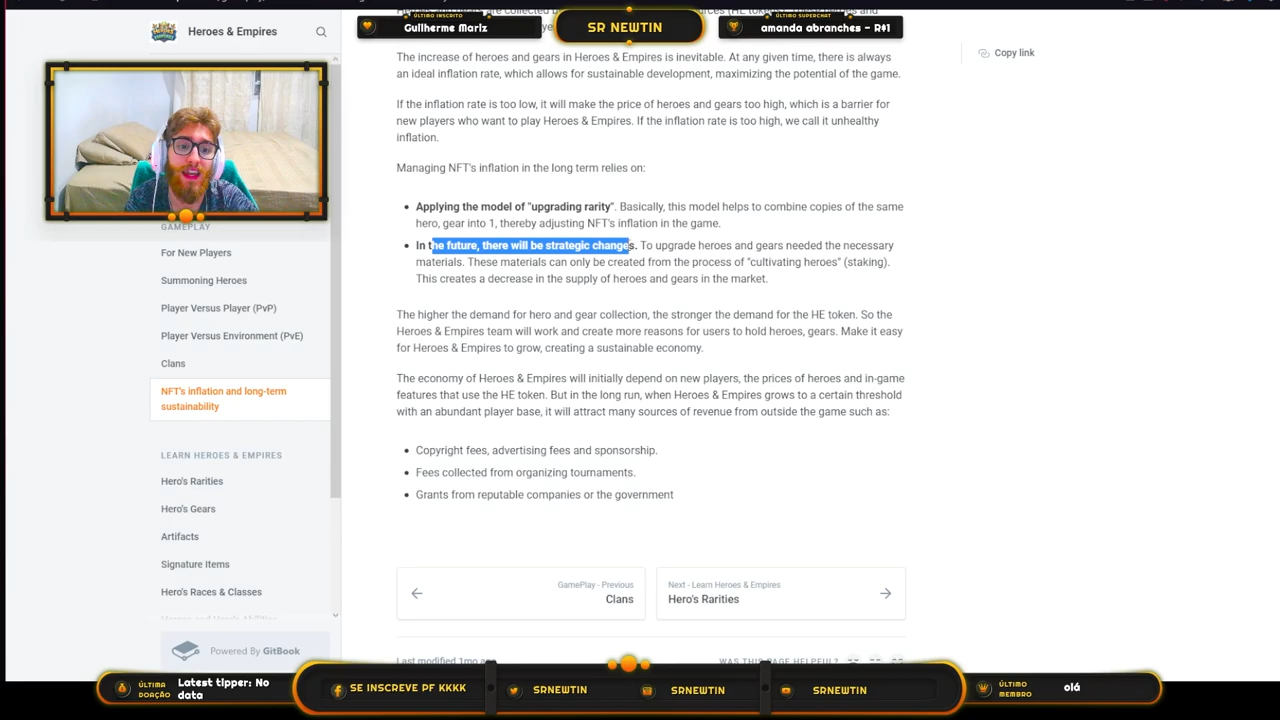 ÚLTIMO INSCRITO
Guilherme Mariz
SR NEWTIN
ÚLTIMO SUPERCHAT
amanda abranches - R$1
Heroes & Empires
Copy link
The increase of heroes and gears in Heroes & Empires is inevitable. At any given time, there is always
an ideal inflation rate, which allows for sustainable development, maximizing the potential of the game.
If the inflation rate is too low, it will make the price of heroes and gears too high, which is a barrier for
new players who want to play Heroes & Empires. If the inflation rate is too high, we call it unhealthy
inflation.
Managing NFT's inflation in the long term relies on:
Applying the model of "upgrading rarity". Basically, this model helps to combine copies of the same
hero, gear into 1, thereby adjusting NFT's inflation in the game.
In the future, there will be strategic changes. To upgrade heroes and gears needed the necessary
materials. These materials can only be created from the process of "cultivating heroes" (staking).
This creates a decrease in the supply of heroes and gears in the market.
The higher the demand for hero and gear collection, the stronger the demand for the HE token. So the
Heroes & Empires team will work and create more reasons for users to hold heroes, gears. Make it easy
for Heroes & Empires to grow, creating a sustainable economy.
The economy of Heroes & Empires will initially depend on new players, the prices of heroes and in-game
features that use the HE token. But in the long run, when Heroes & Empires grows to a certain threshold
with an abundant player base, it will attract many sources of revenue from outside the game such as:
Copyright fees, advertising fees and sponsorship.
Fees collected from organizing tournaments.
Grants from reputable companies or the government
GAMEPLAY
For New Players
Summoning Heroes
Player Versus Player (PvP)
Player Versus Environment (PvE)
Clans
NFT's inflation and long-term
sustainability
LEARN HEROES & EMPIRES
Hero's Rarities
Hero's Gears
Artifacts
Signature Items
Hero's Races & Classes
Powered By GitBook
GamePlay - Previous
Clans
Next - Learn Heroes & Empires
Hero's Rarities
Last modified 1mo ago
WAS THIS PAGE HELPFUL?
ÚLTIMA
DOAÇÃO
Latest tipper: No
data
SE INSCREVE PF KKKK
SRNEWTIN
SRNEWTIN
SRNEWTIN
ÚLTIMO
MEMBRO
olá